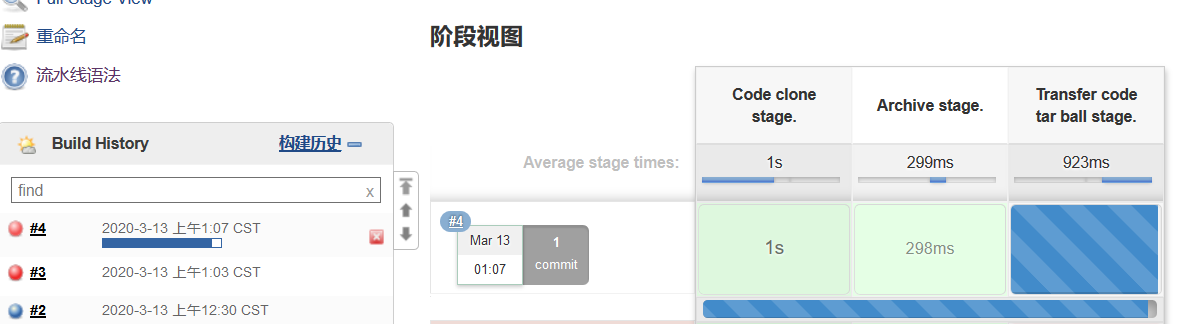 Full Stage View
重命名
流水线语法
Build History 构建历史
find x
#4 2020-3-13 上午1:07 CST
#3 2020-3-13 上午1:03 CST
#2 2020-3-13 上午12:30 CST
阶段视图
Code clone
stage.
Archive stage.
Transfer code
tar ball stage.
Average stage times:
1s 299ms 923ms
#4
Mar 13
01:07
1
commit
1s 298ms